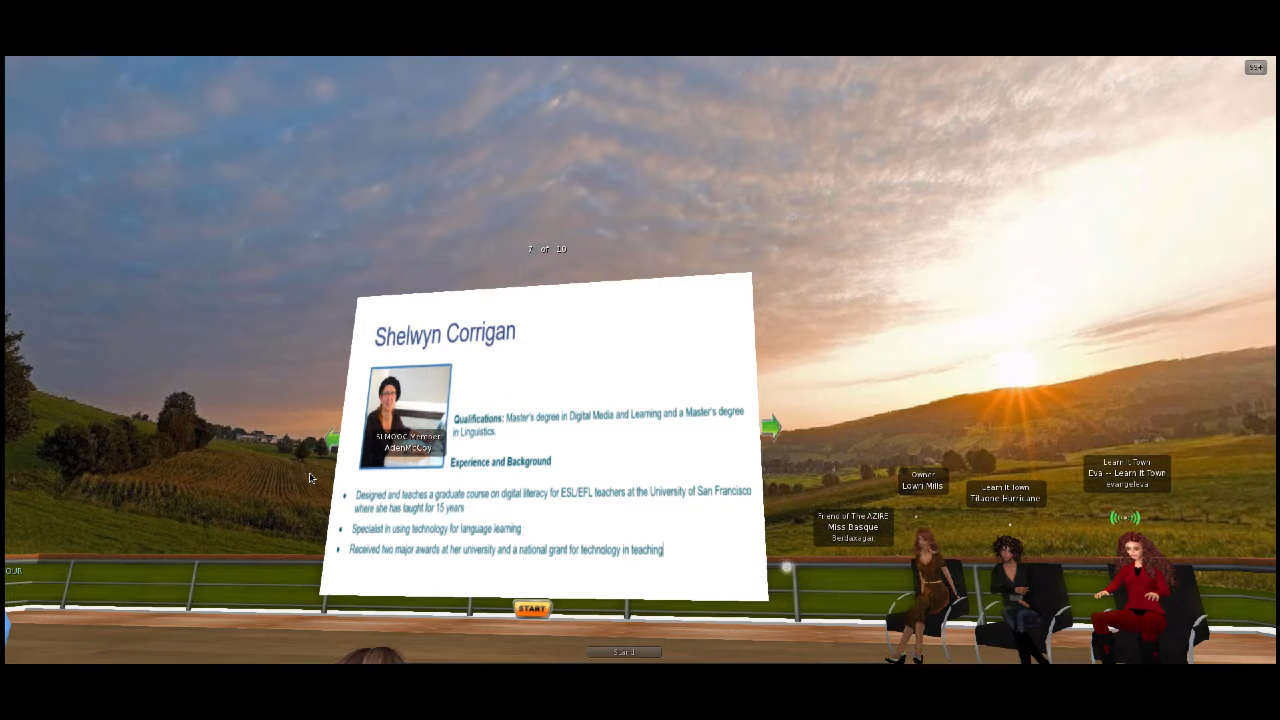 SS+
7 of 10
Shelwyn Corrigan
SLMOOC Member
AdenMcCoy
Qualifications: Master's degree in Digital Media and Learning and a Master's degree
in Linguistics.
Experience and Background
• Designed and teaches a graduate course on digital literacy for ESL/EFL teachers at the University of San Francisco
where she has taught for 15 years
• Specialist in using technology for language learning
• Received two major awards at her university and a national grant for technology in teaching
Friend of The AZIRE
Miss Basque
Berdaxagar
Owner
Lowri Mills
Learn It Town
Learn It Town
Eva -- Learn It Town
evangeleva
OUR
START
Stand